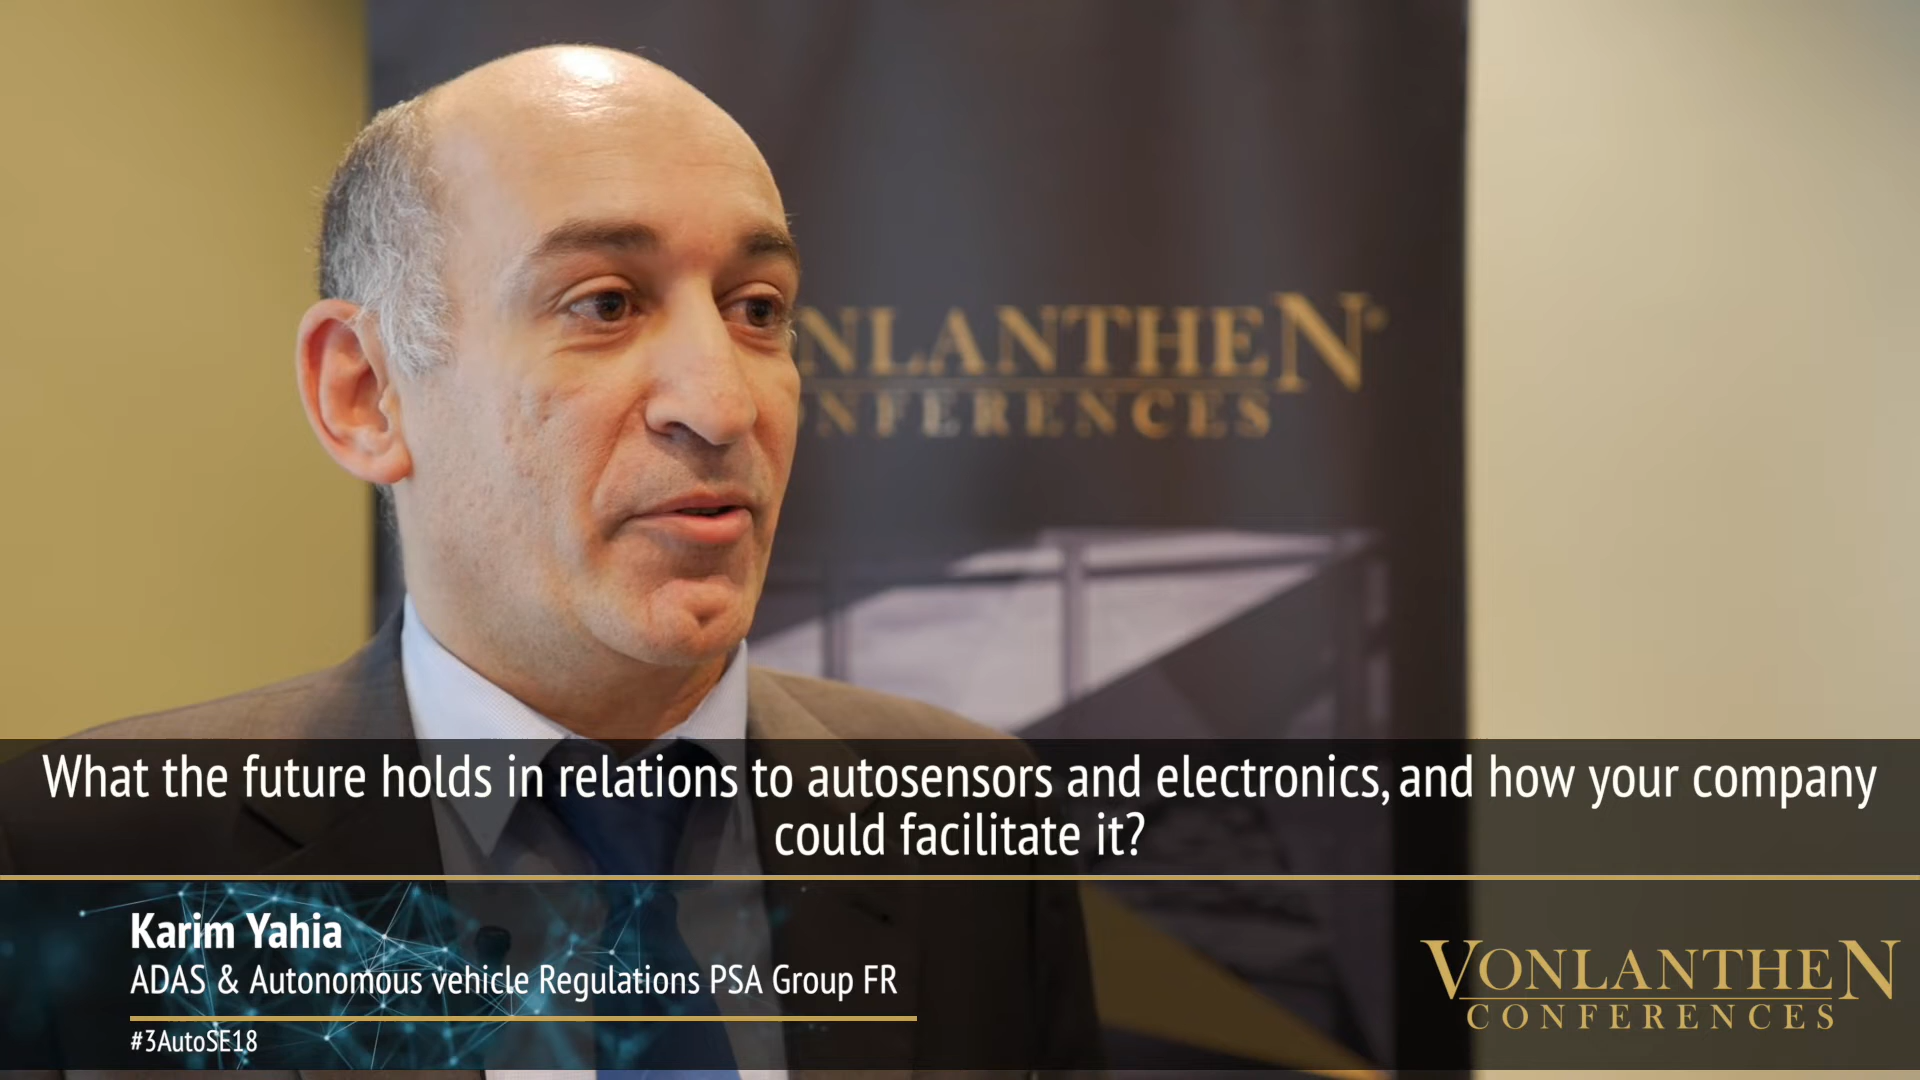 NLANTHEN®
NFERENCES
What the future holds in relations to autosensors and electronics, and how your company
could facilitate it?
Karim Yahia
ADAS & Autonomous vehicle Regulations PSA Group FR
#3AutoSE18
VONLANTHEN
CONFERENCES